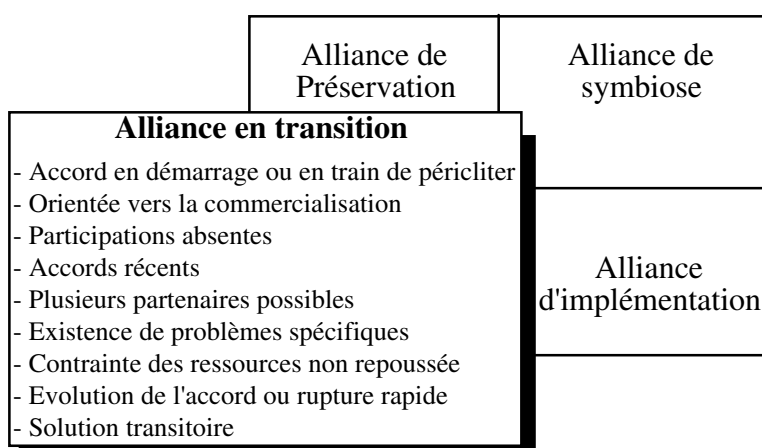 Alliance de
Préservation
Alliance de
symbiose
Alliance en transition
- Accord en démarrage ou en train de péricliter
- Orientée vers la commercialisation
- Participations absentes
- Accords récents
- Plusieurs partenaires possibles
- Existence de problèmes spécifiques
- Contrainte des ressources non repoussée
- Evolution de l'accord ou rupture rapide
- Solution transitoire
Alliance
d'implémentation